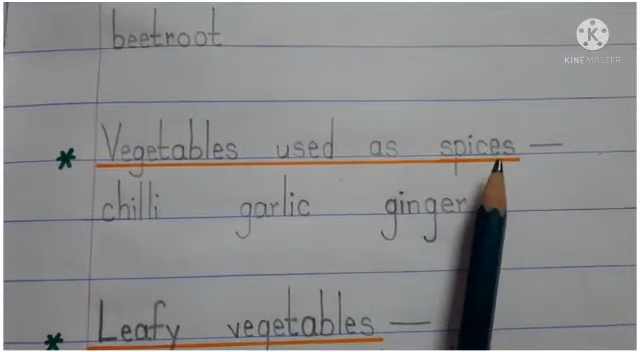 beetroot
K
KINEMASTER
* Vegetables used as spices —
chilli garlic ginger
* Leafy vegetables —